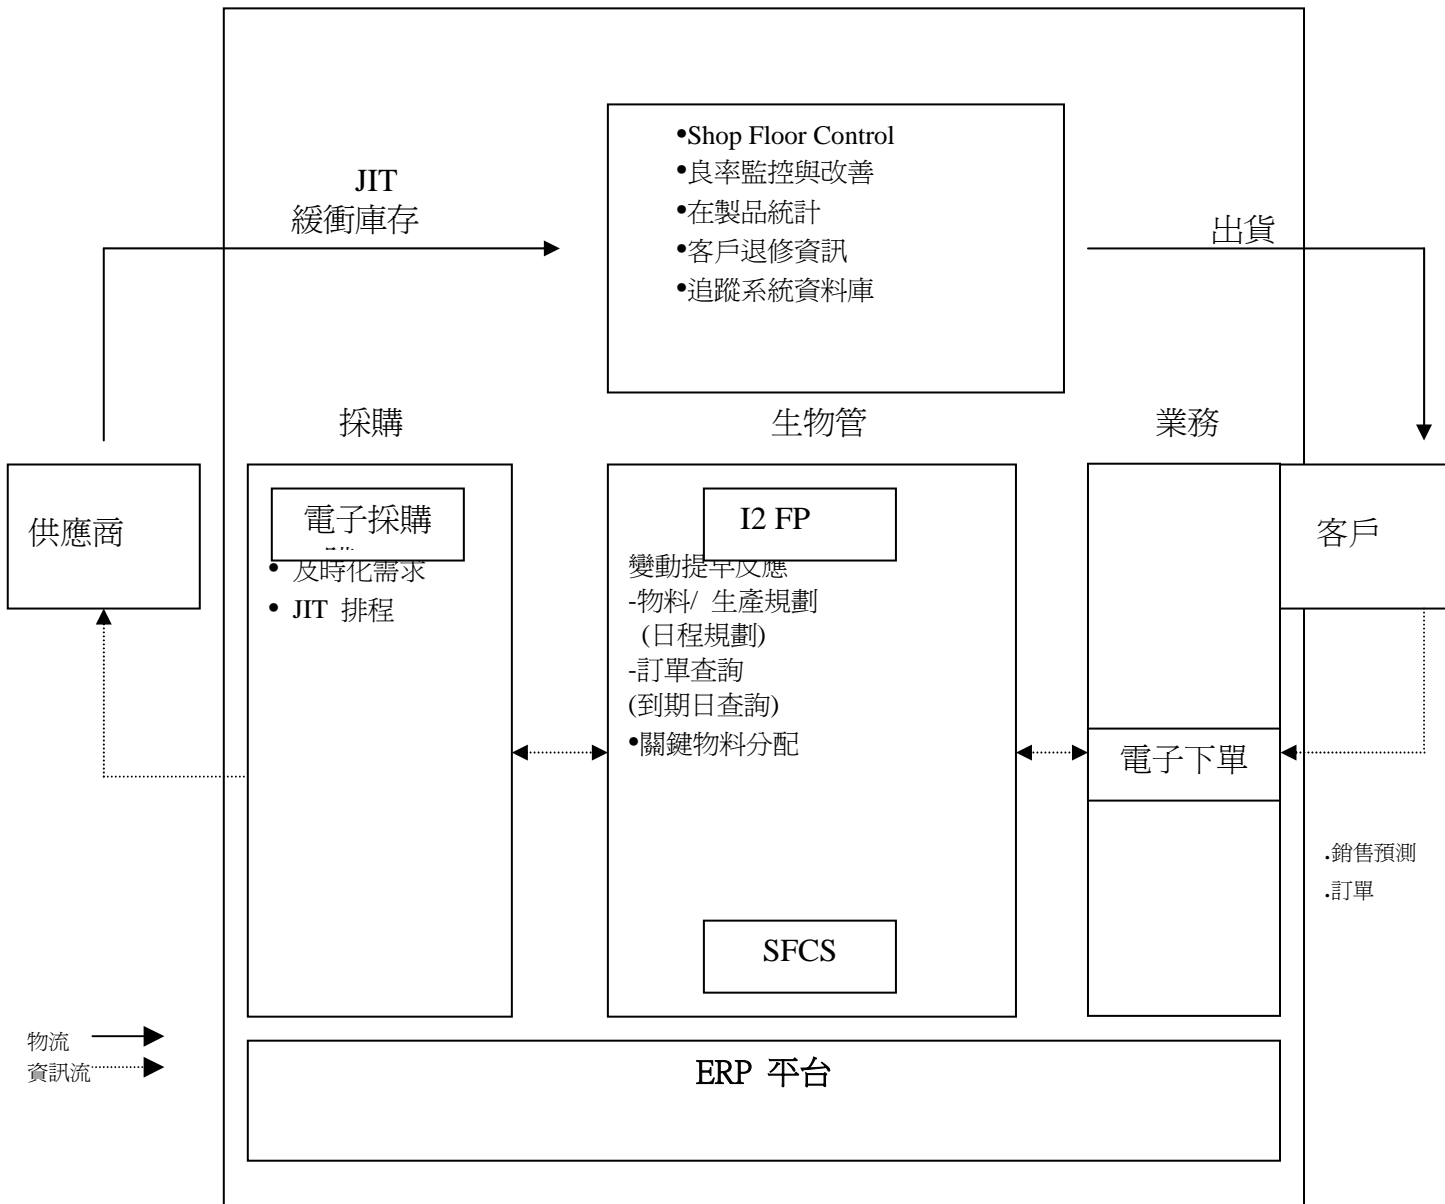 •Shop Floor Control
•良率監控與改善
•在製品統計
•客戶退修資訊
•追蹤系統資料庫
JIT
緩衝庫存
出貨
採購
生物管
業務
供應商
電子採購
• 及時化需求
• JIT 排程
I2 FP
變動提早反應
-物料/ 生產規劃
(日程規劃)
-訂單查詢
(到期日查詢)
•關鍵物料分配
SFCS
電子下單
客戶
.銷售預測
.訂單
物流
資訊流
ERP 平台